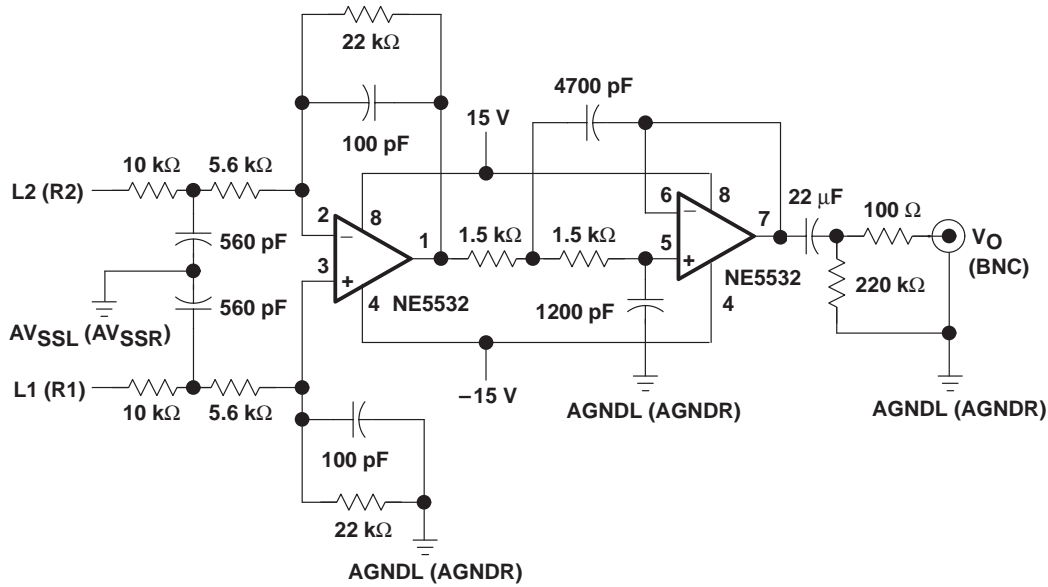 22 kΩ
4700 pF
100 pF
15 V
10 kΩ
5.6 kΩ
L2 (R2)
2
8
6
8
22 μF
7
100 Ω
560 pF
1
1.5 kΩ
1.5 kΩ
5
VO
(BNC)
3
560 pF
4
NE5532
NE5532
4
220 kΩ
1200 pF
AVSSL (AVSSR)
L1 (R1)
10 kΩ
5.6 kΩ
–15 V
AGNDL (AGNDR)
AGNDL (AGNDR)
100 pF
22 kΩ
AGNDL (AGNDR)